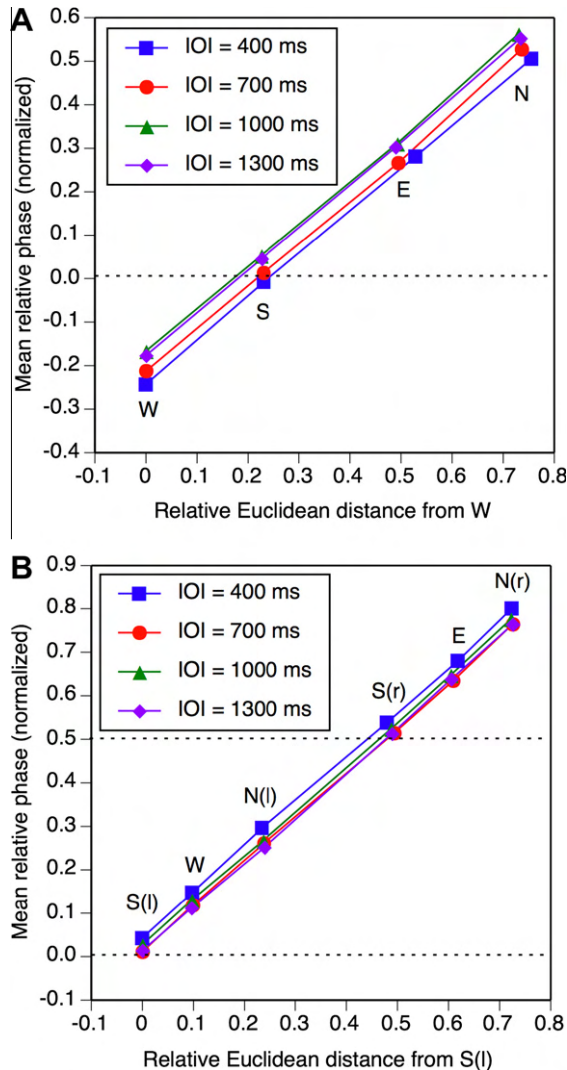 A
Mean relative phase (normalized)
0.6
0.5
0.4
0.3
0.2
0.1
0.0
-0.1
-0.2
-0.3
-0.4
IOI = 400 ms
IOI = 700 ms
IOI = 1000 ms
IOI = 1300 ms
N
E
S
W
-0.1 0 0.1 0.2 0.3 0.4 0.5 0.6 0.7 0.8
Relative Euclidean distance from W
B
Mean relative phase (normalized)
0.9
0.8
0.7
0.6
0.5
0.4
0.3
0.2
0.1
0.0
-0.1
IOI = 400 ms
IOI = 700 ms
IOI = 1000 ms
IOI = 1300 ms
N(r)
E
S(r)
N(l)
W
S(l)
-0.1 0 0.1 0.2 0.3 0.4 0.5 0.6 0.7 0.8
Relative Euclidean distance from S(l)